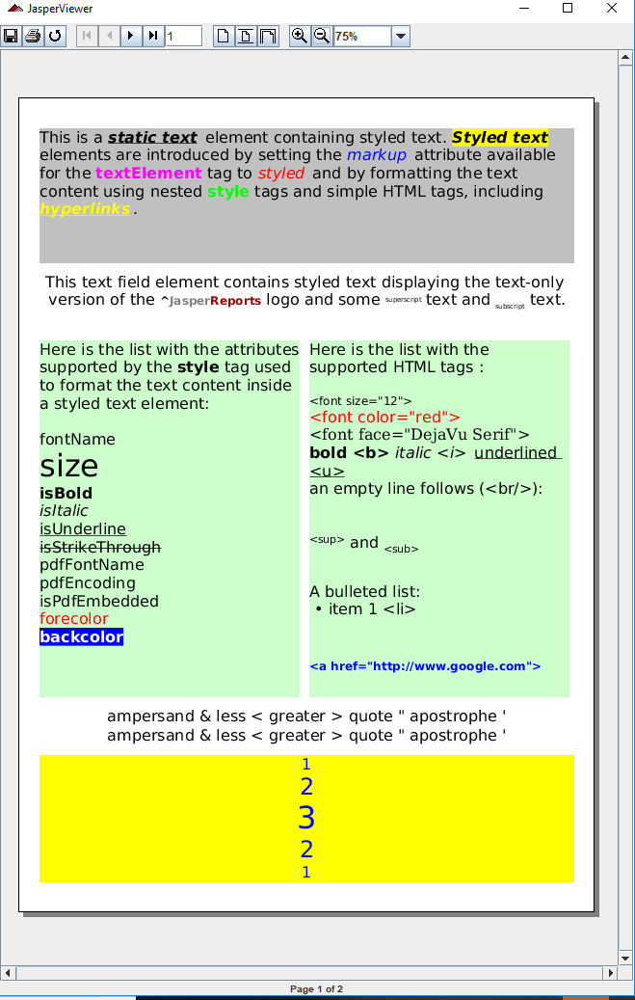 JasperViewer
1
75%
This is a static text element containing styled text. Styled text
elements are introduced by setting the markup attribute available
for the textElement tag to styled and by formatting the text
content using nested style tags and simple HTML tags, including
hyperlinks .
This text field element contains styled text displaying the text-only
version of the ^JasperReports logo and some superscript text and subscript text.
Here is the list with the attributes
supported by the style tag used
to format the text content inside
a styled text element:
fontName
size
isBold
isItalic
isUnderline
isStrikeThrough
pdfFontName
pdfEncoding
isPdfEmbedded
forecolor
backcolor
Here is the list with the
supported HTML tags :
<font size="12">
<font color="red">
<font face="DejaVu Serif">
bold <b> italic <i> underlined
<u>
an empty line follows (<br/>):
<sup> and <sub>
A bulleted list:
• item 1 <li>
<a href="http://www.google.com">
ampersand & less < greater > quote " apostrophe '
ampersand & less < greater > quote " apostrophe '
1
2
3
2
1
Page 1 of 2